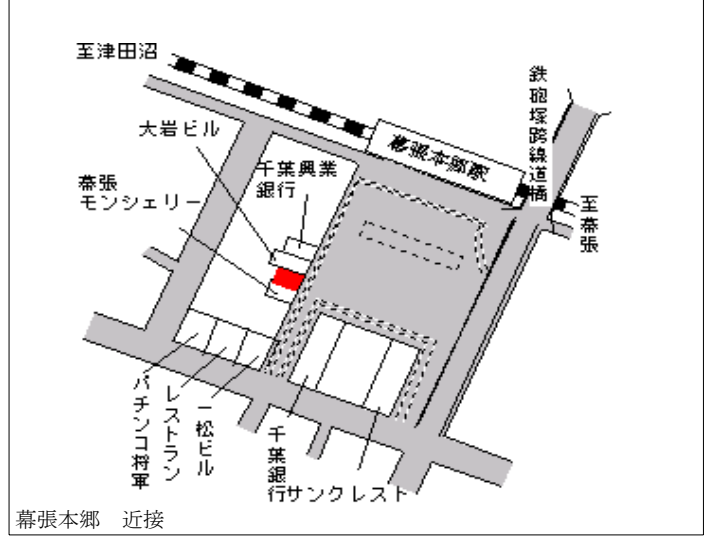 至津田沼
鉄砲塚跨線道橋
大岩ビル
幕張本郷駅
千葉興業
銀行
幕張
モンシェリー
至幕張
パチンコ将軍
レストラン
一松ビル
千葉銀行
サンクレスト
幕張本郷　近接